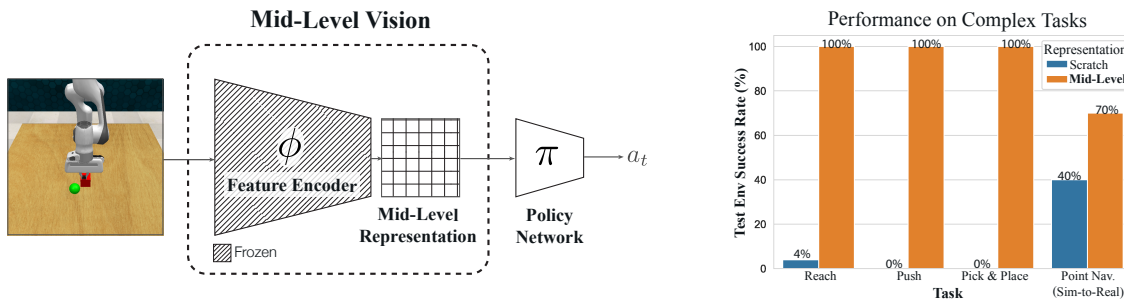 Mid-Level Vision
ϕ
Feature Encoder
Frozen
Mid-Level
Representation
π
Policy
Network
a_t
Performance on Complex Tasks
Test Env Success Rate (%)
100
80
60
40
20
0
4%
100%
0%
100%
0%
100%
40%
70%
Representation
Scratch
Mid-Level
Reach
Push
Pick & Place
Point Nav.
(Sim-to-Real)
Task